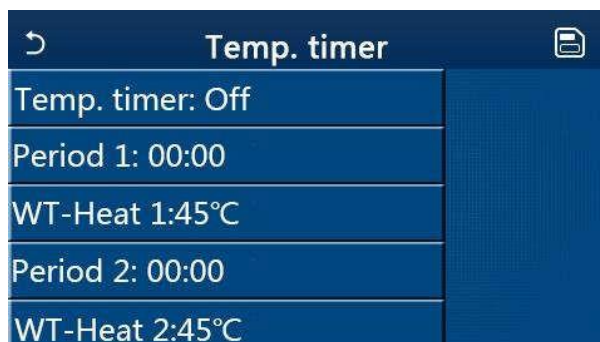 Temp. timer
Temp. timer: Off
Period 1: 00:00
WT-Heat 1:45℃
Period 2: 00:00
WT-Heat 2:45℃